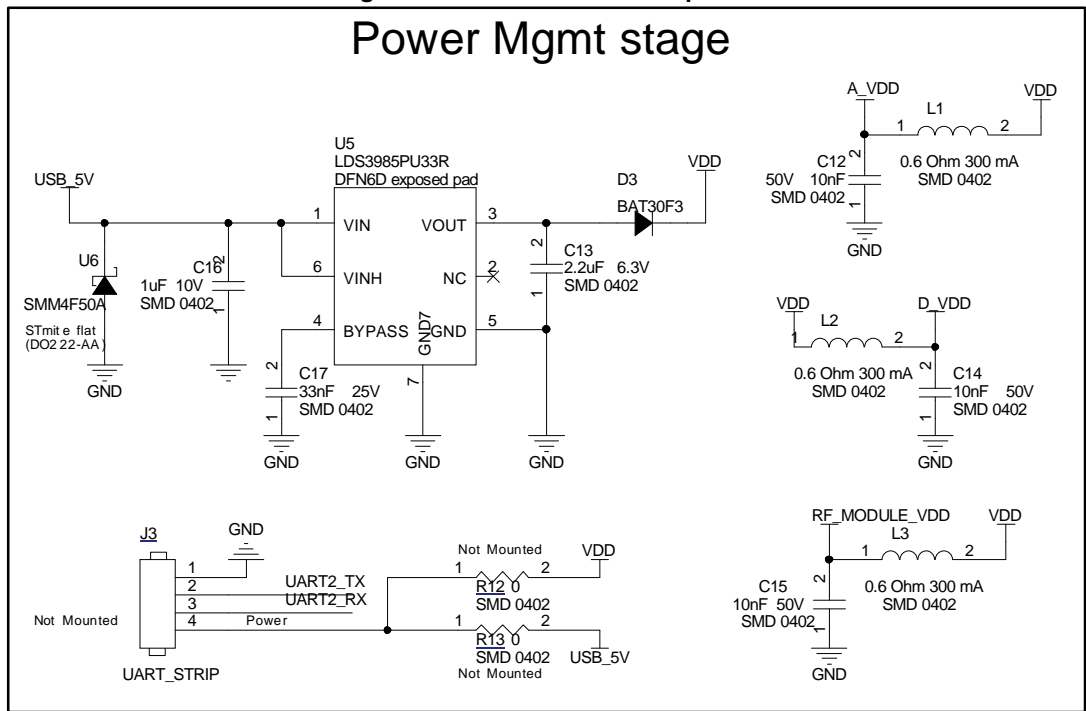 Power Mgmt stage
USB_5V
U6
SMM4F50A
STmite flat
(DO222-AA)
GND
C16
2
1uF 10V
SMD 0402
1
U5
LDS3985PU33R
DFN6D exposed pad
1 VIN
6 VINH
4 BYPASS
VOUT 3
NC 2
GND 5
GND7
7
GND
2
C17
33nF 25V
SMD 0402
1
GND
2
C13
2.2uF 6.3V
SMD 0402
1
GND
D3
BAT30F3
VDD
A_VDD
L1
VDD
1 2
0.6 Ohm 300 mA
SMD 0402
C12 2
50V 10nF
SMD 0402
1
GND
VDD
L2
D_VDD
1 2
0.6 Ohm 300 mA
SMD 0402
2
C14
10nF 50V
SMD 0402
1
GND
RF_MODULE_VDD
L3
VDD
1 2
0.6 Ohm 300 mA
SMD 0402
C15
2
10nF 50V
SMD 0402
1
GND
J3
GND
1
2 UART2_TX
3 UART2_RX
4 Power
Not Mounted
UART_STRIP
Not Mounted
1 2
VDD
R12 0
SMD 0402
1 2
R13 0
SMD 0402
USB_5V
Not Mounted